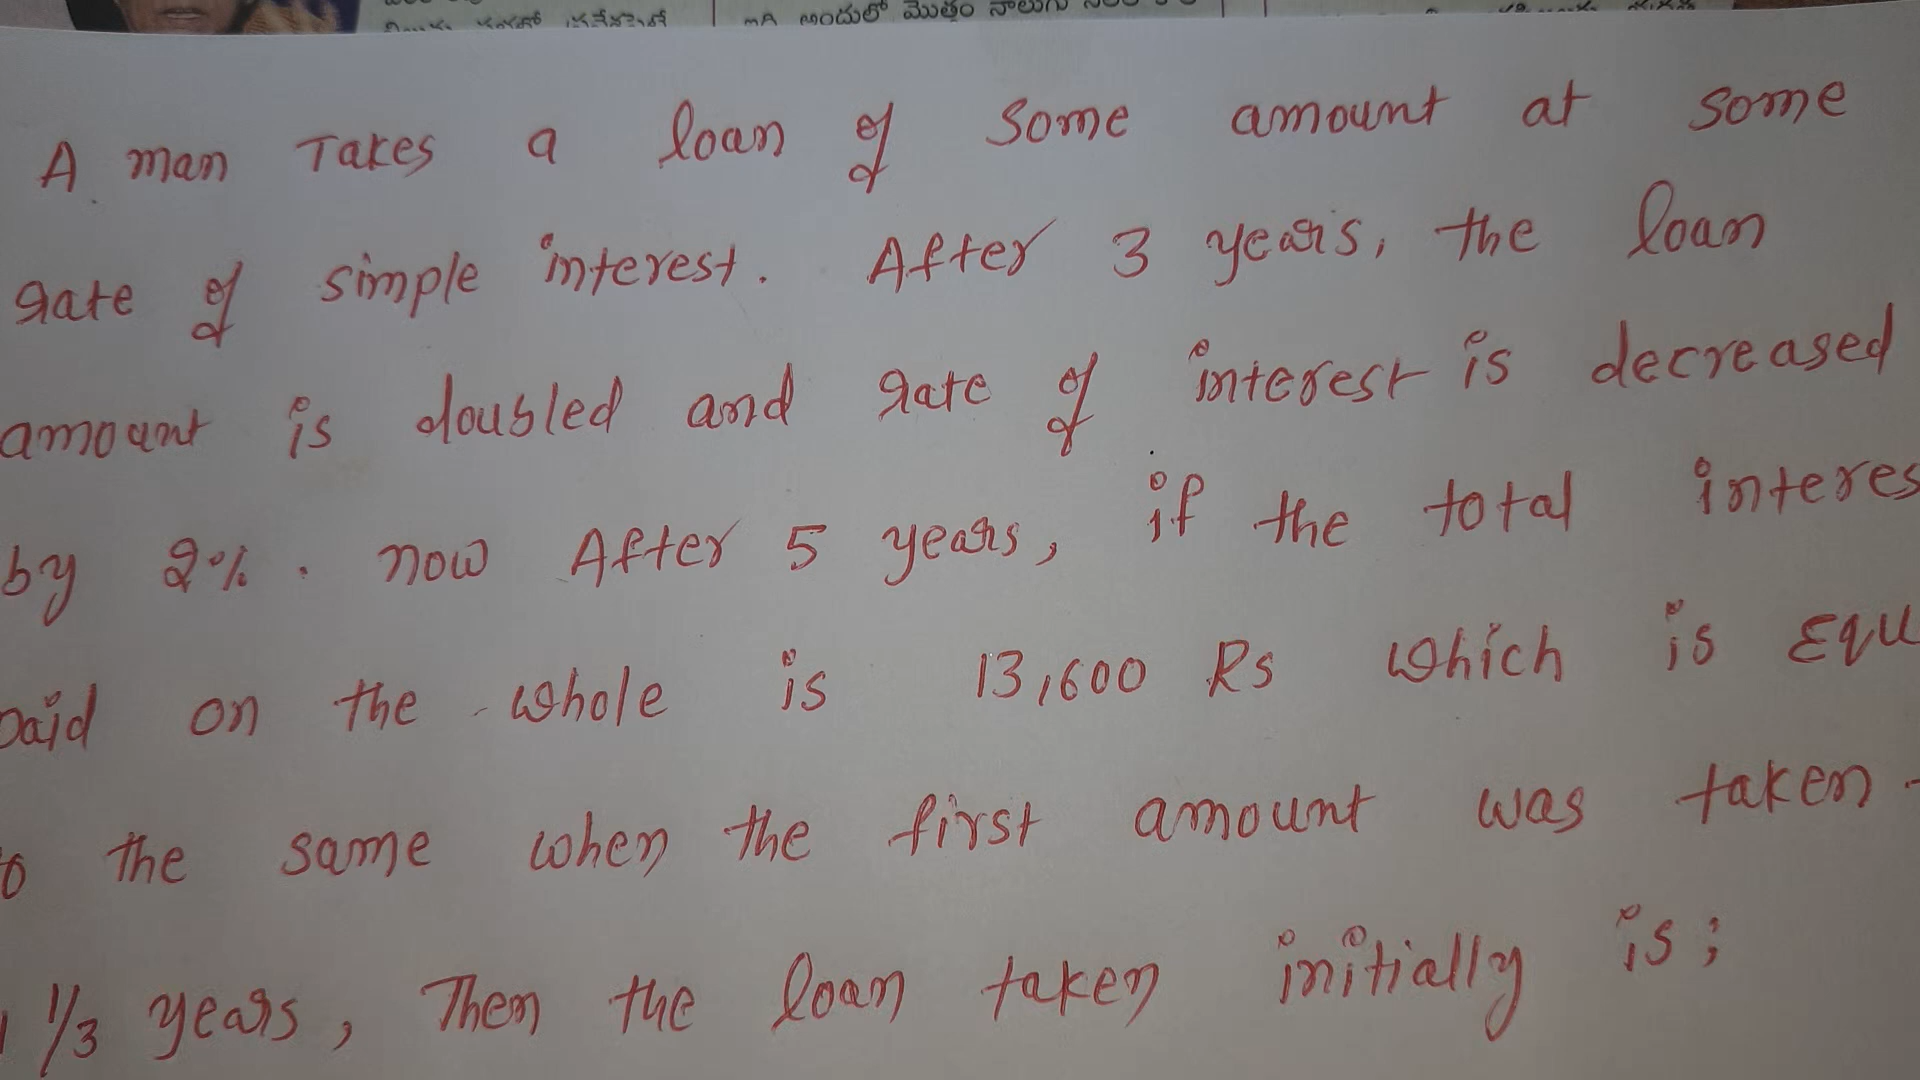 అందులో మొత్తం నాలుగు
A man Takes a loan of some amount at some
rate of simple interest. After 3 years, the loan
amount is doubled and rate of interest is decreased
by 2%. now After 5 years, if the total interes
paid on the whole is 13,600 Rs which is Equ
to the same when the first amount was taken
1/3 years, Then the loan taken initially is;